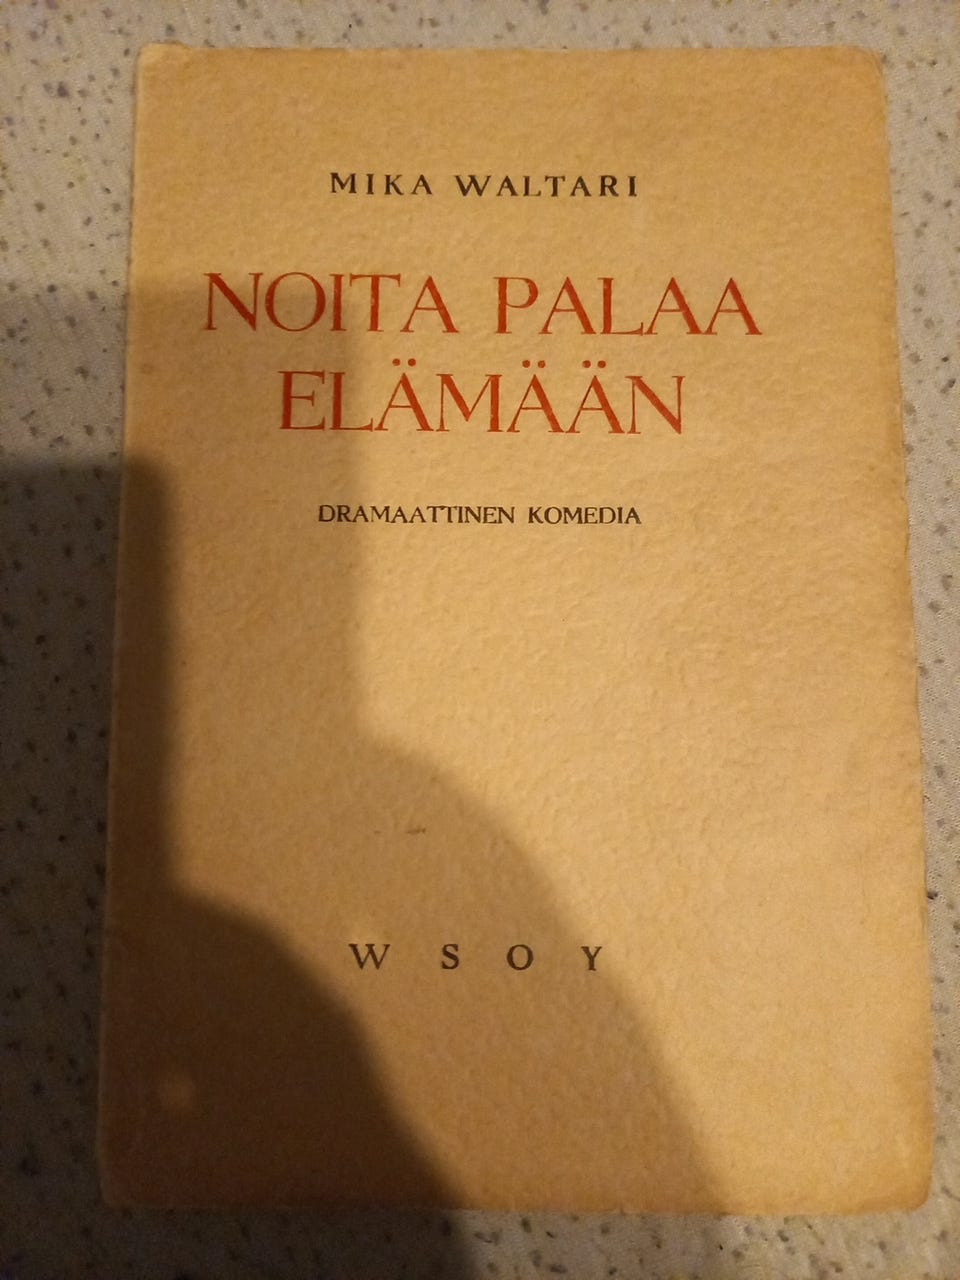 MIKA WALTARI
NOITA PALAA
ELÄMÄÄN
DRAMAATTINEN KOMEDIA
W S O Y